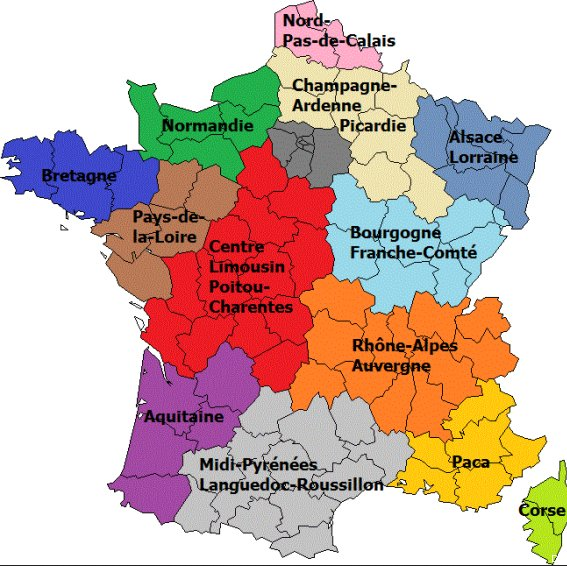 Nord-
Pas-de-Calais
Champagne-
Ardenne
Picardie
Normandie
Alsace
Lorraine
Bretagne
Pays-de-
la-Loire
Centre
Limousin
Poitou-
Charentes
Bourgogne
Franche-Comté
Rhône-Alpes
Auvergne
Aquitaine
Midi-Pyrénées
Languedoc-Roussillon
Paca
Corse